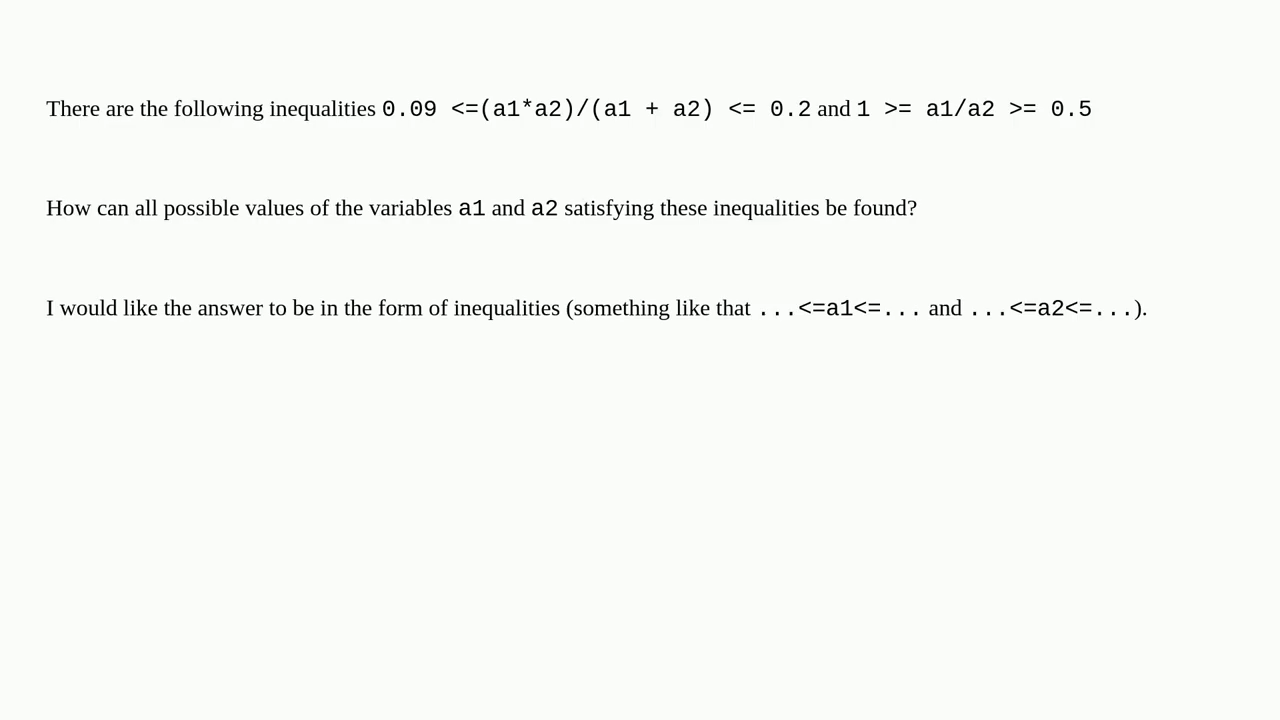 There are the following inequalities 0.09 <=(a1*a2)/(a1 + a2) <= 0.2 and 1 >= a1/a2 >= 0.5
How can all possible values of the variables a1 and a2 satisfying these inequalities be found?
I would like the answer to be in the form of inequalities (something like that ...<=a1<=... and ...<=a2<=...).